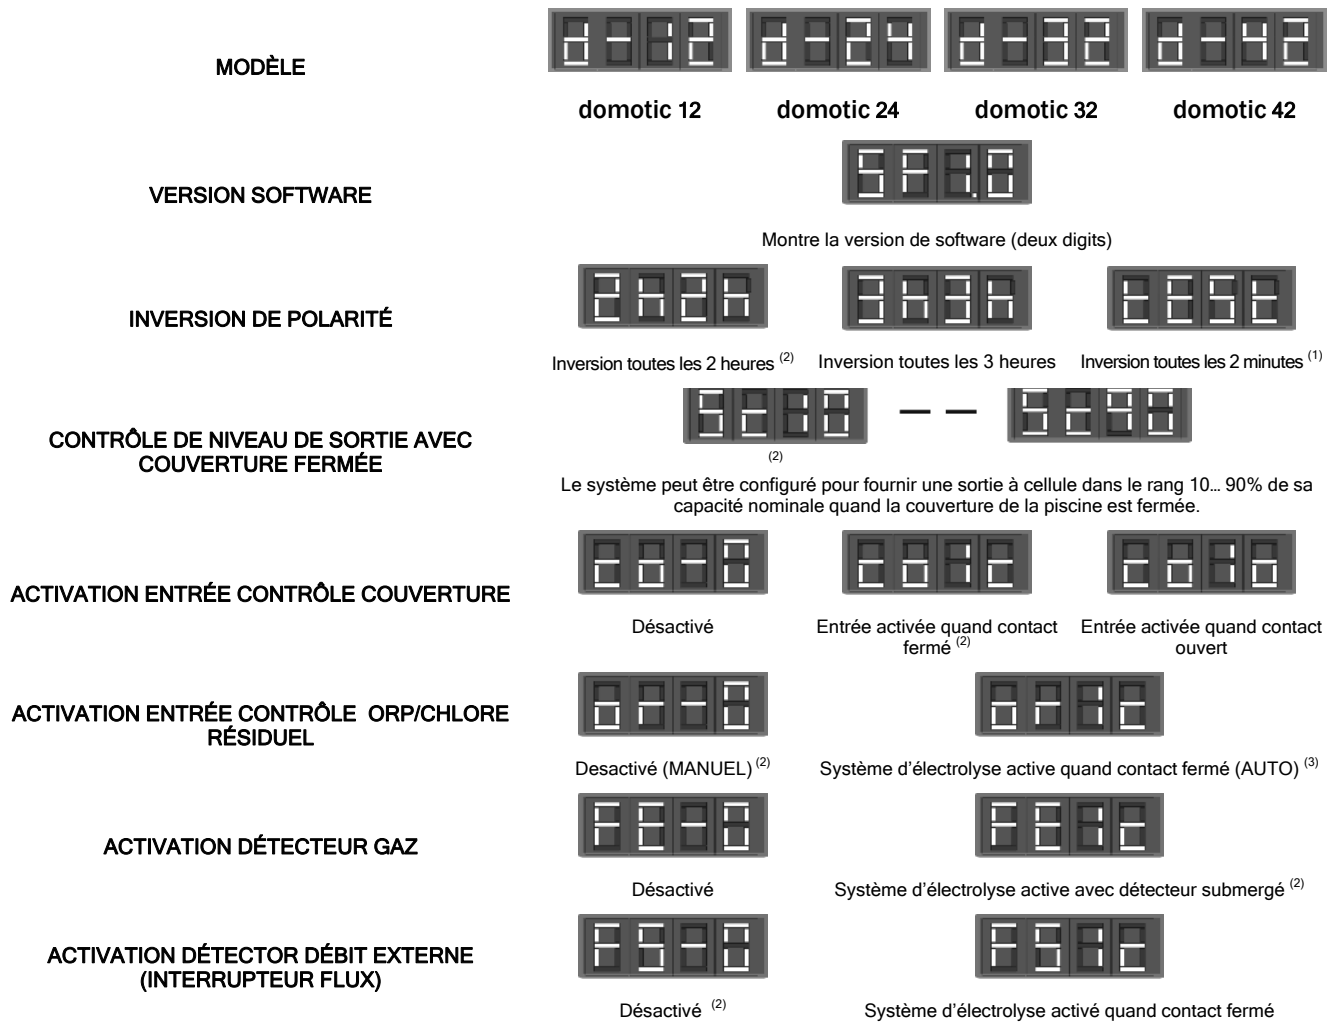 MODÈLE
domotic 12 domotic 24 domotic 32 domotic 42
VERSION SOFTWARE
Montre la version de software (deux digits)
INVERSION DE POLARITÉ
Inversion toutes les 2 heures (2) Inversion toutes les 3 heures Inversion toutes les 2 minutes (1)
CONTRÔLE DE NIVEAU DE SORTIE AVEC
COUVERTURE FERMÉE
(2)
Le système peut être configuré pour fournir une sortie à cellule dans le rang 10... 90% de sa
capacité nominale quand la couverture de la piscine est fermée.
ACTIVATION ENTRÉE CONTRÔLE COUVERTURE
Désactivé Entrée activée quand contact Entrée activée quand contact
fermé (2) ouvert
ACTIVATION ENTRÉE CONTRÔLE ORP/CHLORE
RÉSIDUEL
Desactivé (MANUEL) (2) Système d'électrolyse active quand contact fermé (AUTO) (3)
ACTIVATION DÉTECTEUR GAZ
Désactivé Système d'électrolyse active avec détecteur submergé (2)
ACTIVATION DÉTECTOR DÉBIT EXTERNE
(INTERRUPTEUR FLUX)
Désactivé (2) Système d'électrolyse activé quand contact fermé